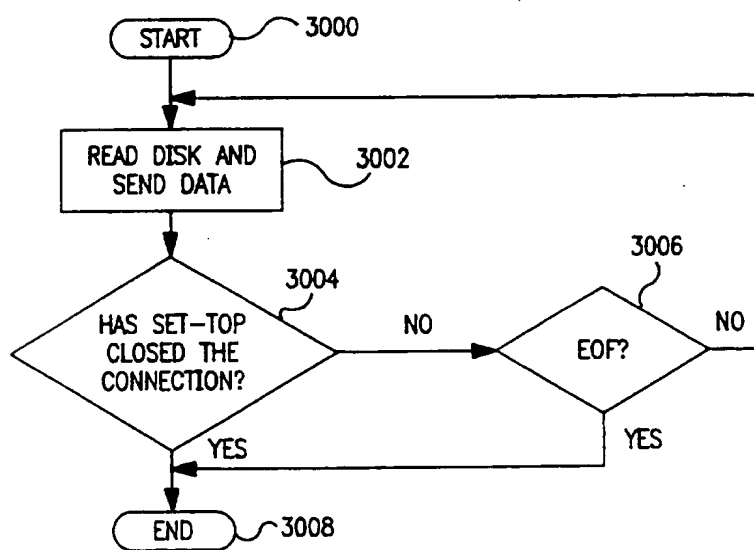 START
3000
READ DISK AND
SEND DATA
3002
HAS SET-TOP
CLOSED THE
CONNECTION?
3004
NO
EOF?
3006
NO
YES
YES
END
3008